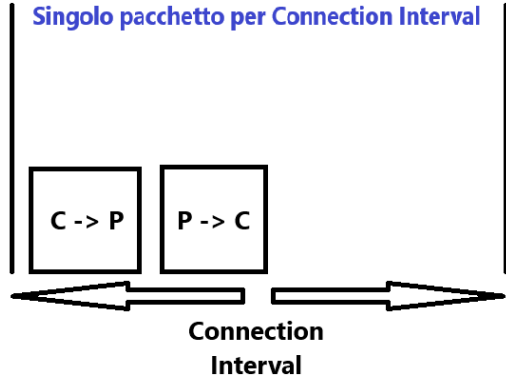 Singolo pacchetto per Connection Interval
C -> P
P -> C
Connection
Interval